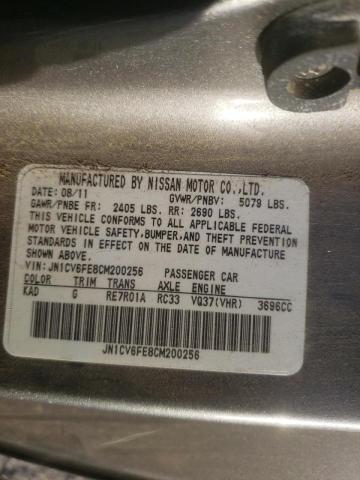 MANUFACTURED BY NISSAN MOTOR CO.,LTD.
DATE: 08/11 GVWR/PNBV: 5079 LBS.
GAWR/PNBE FR: 2405 LBS. RR: 2690 LBS.
THIS VEHICLE CONFORMS TO ALL APPLICABLE FEDERAL
MOTOR VEHICLE SAFETY, BUMPER, AND THEFT PREVENTION
STANDARDS IN EFFECT ON THE DATE OF MANUFACTURE
SHOWN ABOVE.
VIN: JN1CV6FE8CM200256 PASSENGER CAR
COLOR TRIM TRANS AXLE ENGINE
KAD G RE7R01A RC33 VQ37(VHR) 3696CC
JN1CV6FE8CM200256